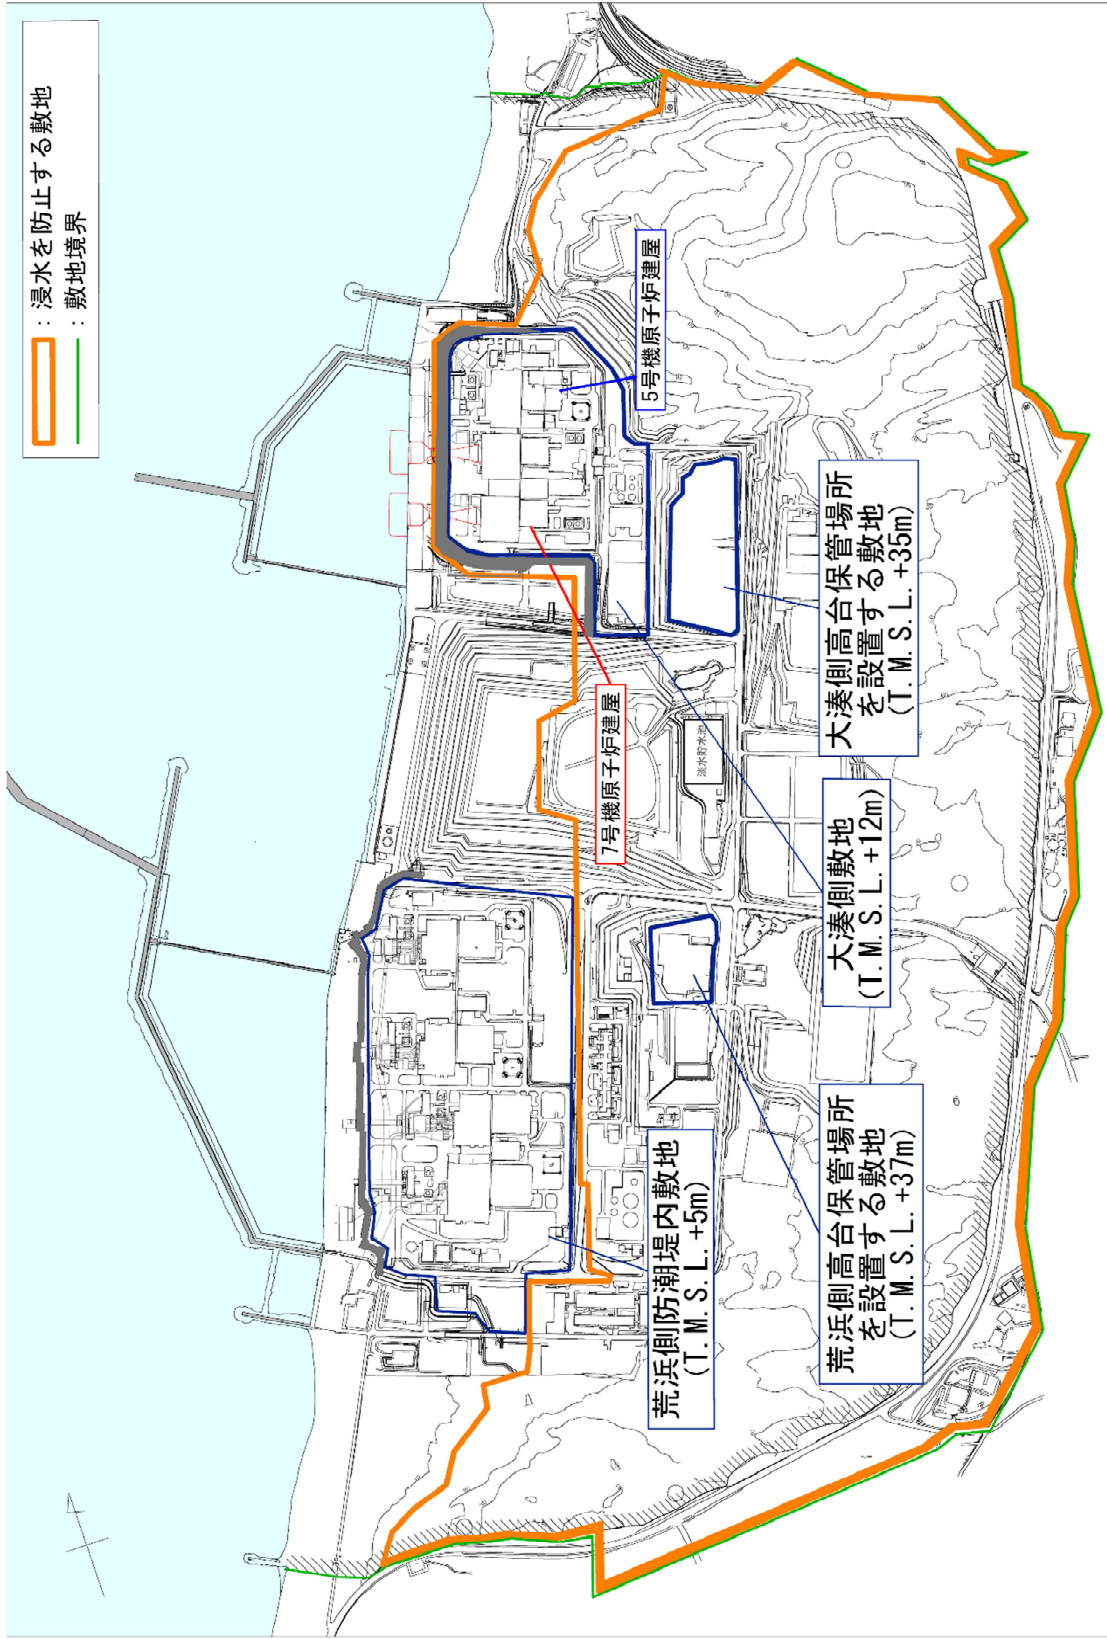 ：浸水を防止する敷地
：敷地境界
5号機原子炉建屋
7号機原子炉建屋
淡水貯水池
荒浜側防潮堤内敷地
(T.M.S.L.+5m)
荒浜側高台保管場所
を設置する敷地
(T.M.S.L.+37m)
大湊側敷地
(T.M.S.L.+12m)
大湊側高台保管場所
を設置する敷地
(T.M.S.L.+35m)